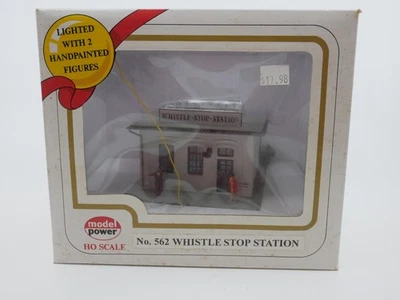 LIGHTED
WITH 2
HANDPAINTED
FIGURES
$17.98
WHISTLE-STOP-STATION
model
power
HO SCALE
No. 562 WHISTLE STOP STATION